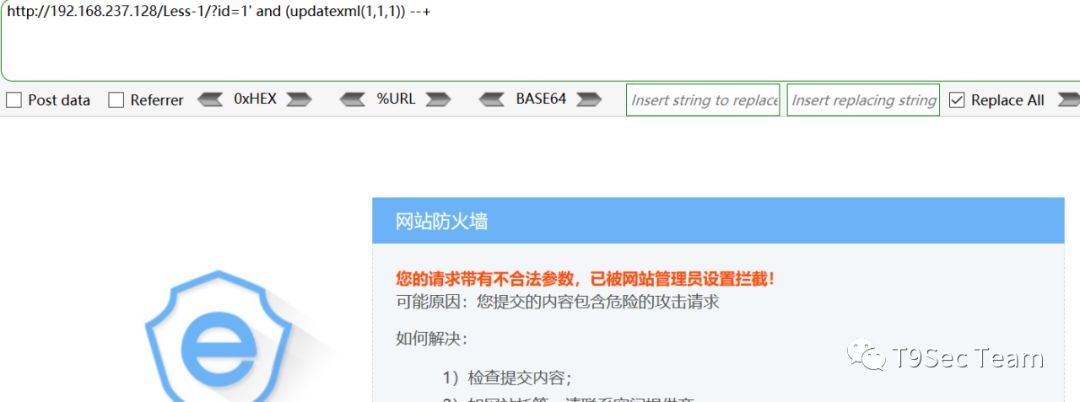 http://192.168.237.128/Less-1/?id=1' and (updatexml(1,1,1)) --+
Post data Referrer 0xHEX %URL BASE64 Insert string to replace Insert replacing string Replace All
网站防火墙
您的请求带有不合法参数，已被网站管理员设置拦截！
可能原因：您提交的内容包含危险的攻击请求
如何解决：
1）检查提交内容；
T9Sec Team